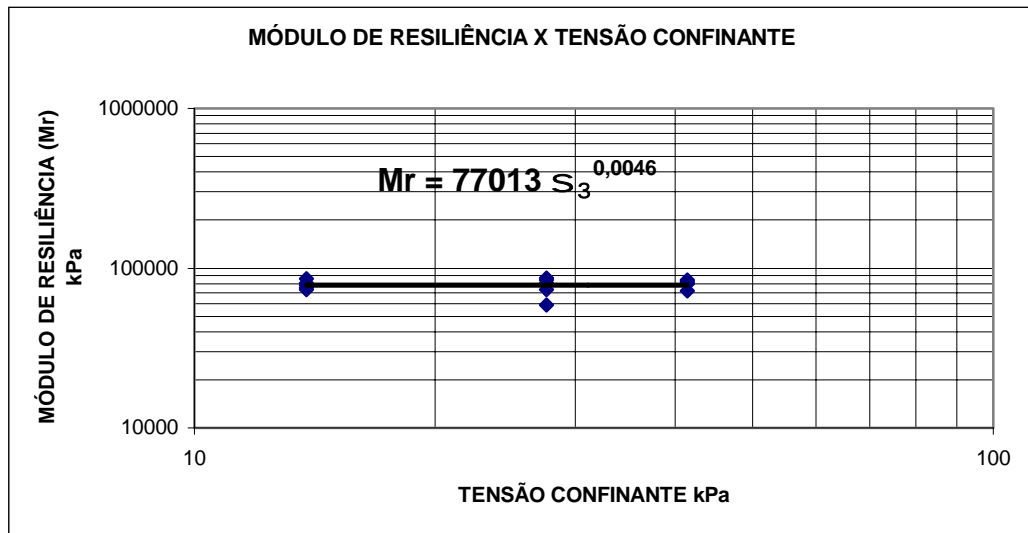 MÓDULO DE RESILIÊNCIA X TENSÃO CONFINANTE
MÓDULO DE RESILIÊNCIA (Mr)
kPa
1000000
100000
10000
Mr = 77013 s₃^0,0046
10
100
TENSÃO CONFINANTE kPa